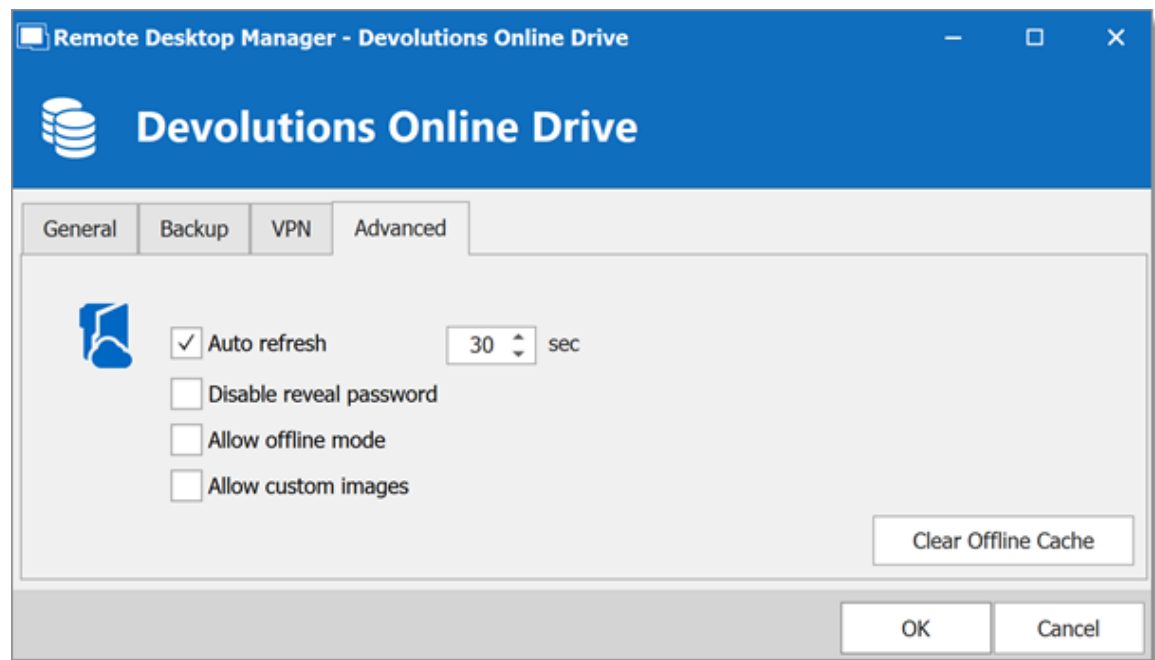 Remote Desktop Manager - Devolutions Online Drive
Devolutions Online Drive
General Backup VPN Advanced
Auto refresh 30 sec
Disable reveal password
Allow offline mode
Allow custom images
Clear Offline Cache
OK Cancel